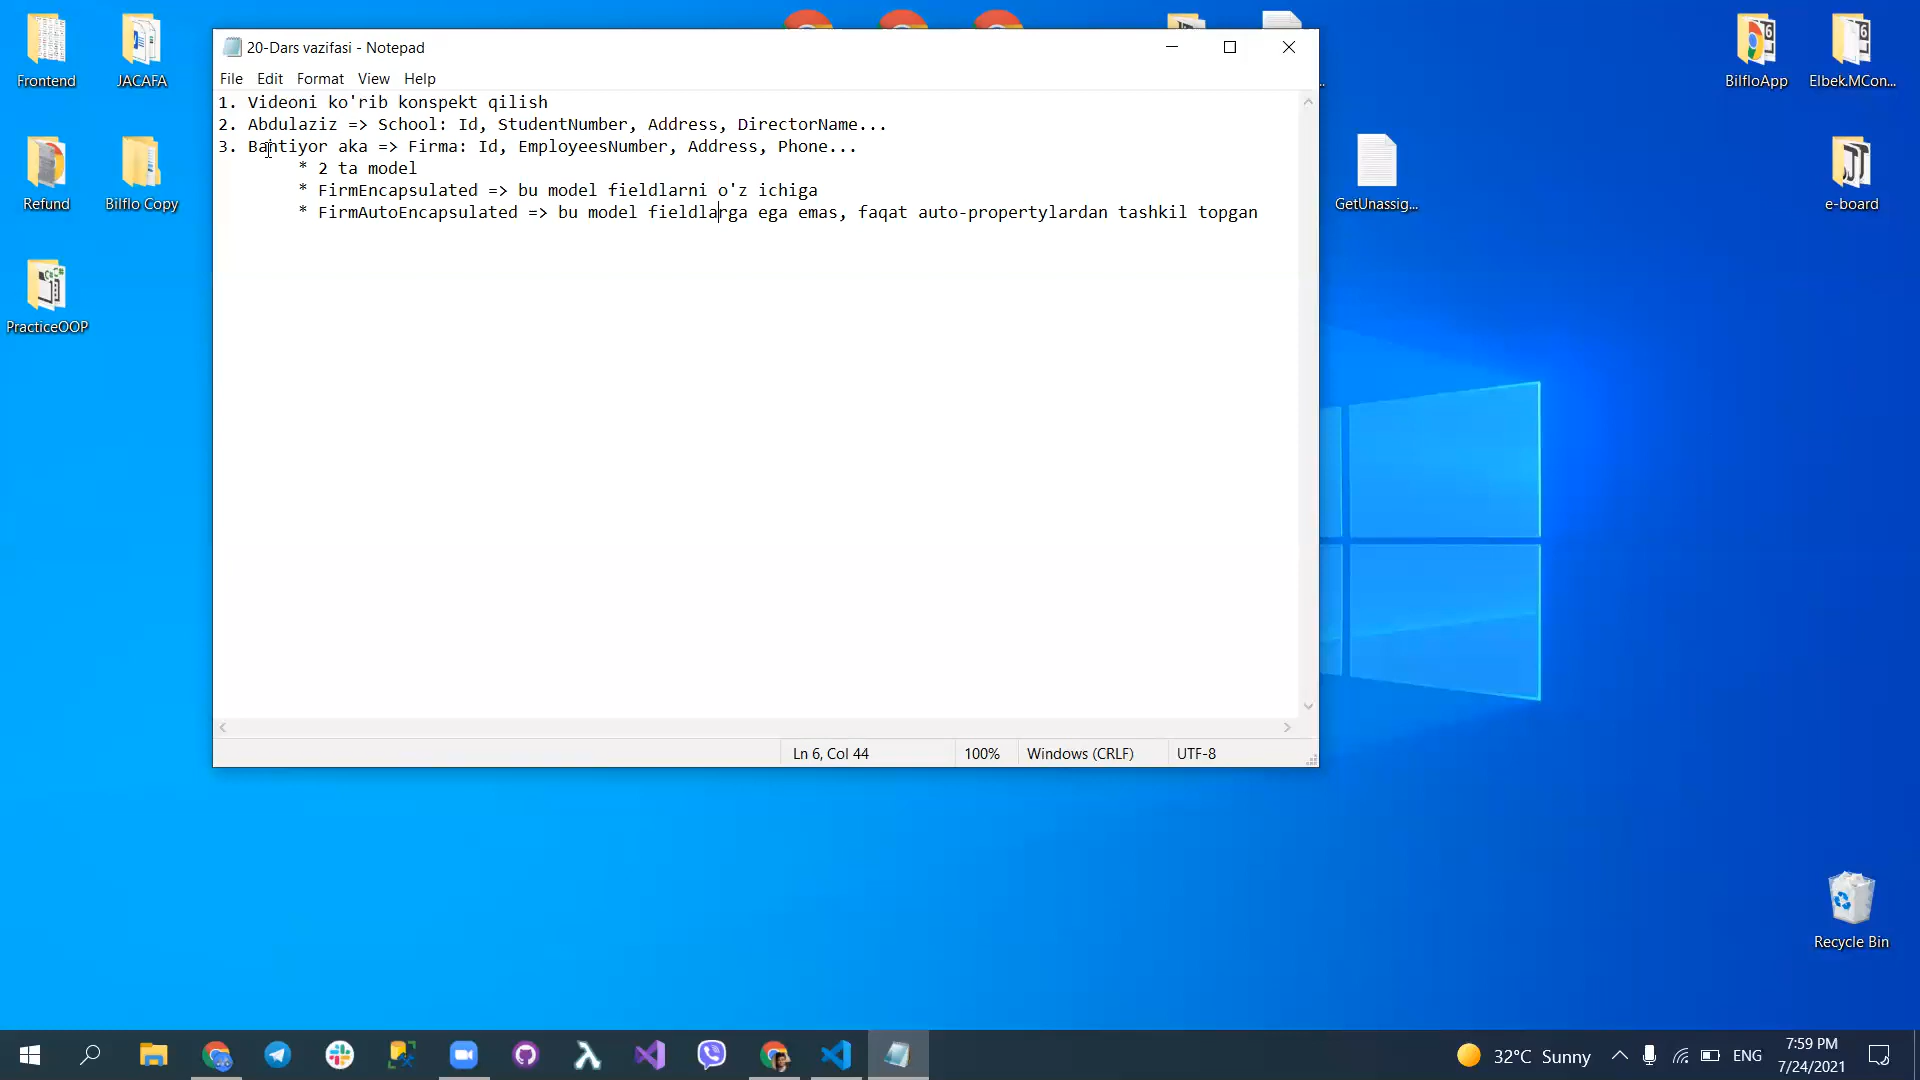 Frontend
JACAFA
BilfloApp
Elbek.MCon...
20-Dars vazifasi - Notepad
File Edit Format View Help
1. Videoni ko'rib konspekt qilish
2. Abdulaziz => School: Id, StudentNumber, Address, DirectorName...
3. Bahtiyor aka => Firma: Id, EmployeesNumber, Address, Phone...
* 2 ta model
* FirmEncapsulated => bu model fieldlarni o'z ichiga
* FirmAutoEncapsulated => bu model fieldlarga ega emas, faqat auto-propertylardan tashkil topgan
Refund
Bilflo Copy
GetUnassig...
e-board
PracticeOOP
Ln 6, Col 44
100%
Windows (CRLF)
UTF-8
Recycle Bin
32°C Sunny
ENG
7:59 PM
7/24/2021